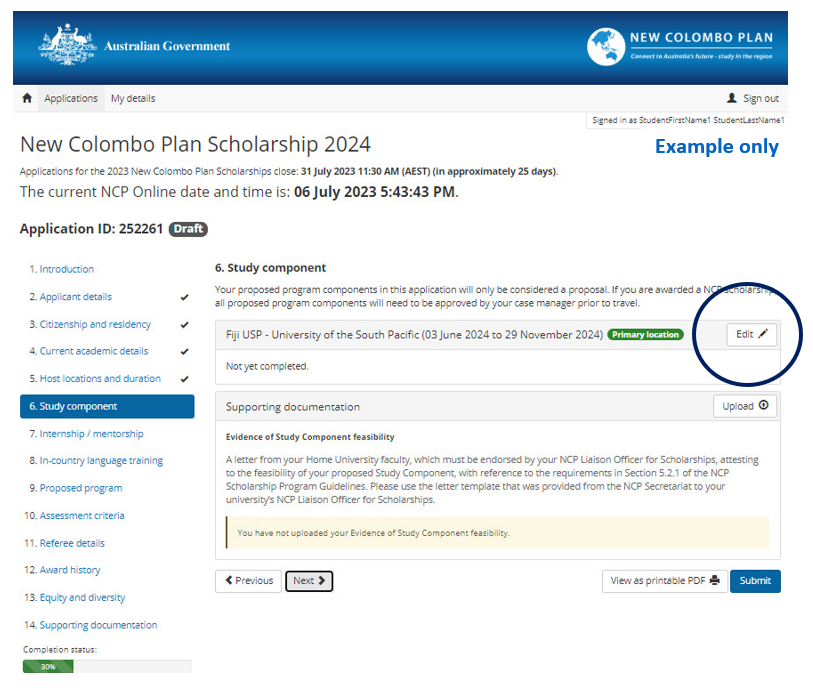 Australian Government
NEW COLOMBO PLAN
Connect to Australia's future - study in the region
Applications
My details
Sign out
Signed in as StudentFirstName1 StudentLastName1
New Colombo Plan Scholarship 2024
Example only
Applications for the 2023 New Colombo Plan Scholarships close: 31 July 2023 11:30 AM (AEST) (in approximately 25 days).
The current NCP Online date and time is: 06 July 2023 5:43:43 PM.
Application ID: 252261 Draft
1. Introduction
2. Applicant details
3. Citizenship and residency
4. Current academic details
5. Host locations and duration
6. Study component
7. Internship / mentorship
8. In-country language training
9. Proposed program
10. Assessment criteria
11. Referee details
12. Award history
13. Equity and diversity
14. Supporting documentation
Completion status:
30%
6. Study component
Your proposed program components in this application will only be considered a proposal. If you are awarded a NCP scholarship,
all proposed program components will need to be approved by your case manager prior to travel.
Fiji USP - University of the South Pacific (03 June 2024 to 29 November 2024) Primary location
Edit
Not yet completed.
Supporting documentation
Upload
Evidence of Study Component feasibility
A letter from your Home University faculty, which must be endorsed by your NCP Liaison Officer for Scholarships, attesting
to the feasibility of your proposed Study Component, with reference to the requirements in Section 5.2.1 of the NCP
Scholarship Program Guidelines. Please use the letter template that was provided from the NCP Secretariat to your
university's NCP Liaison Officer for Scholarships.
You have not uploaded your Evidence of Study Component feasibility.
Previous
Next
View as printable PDF
Submit